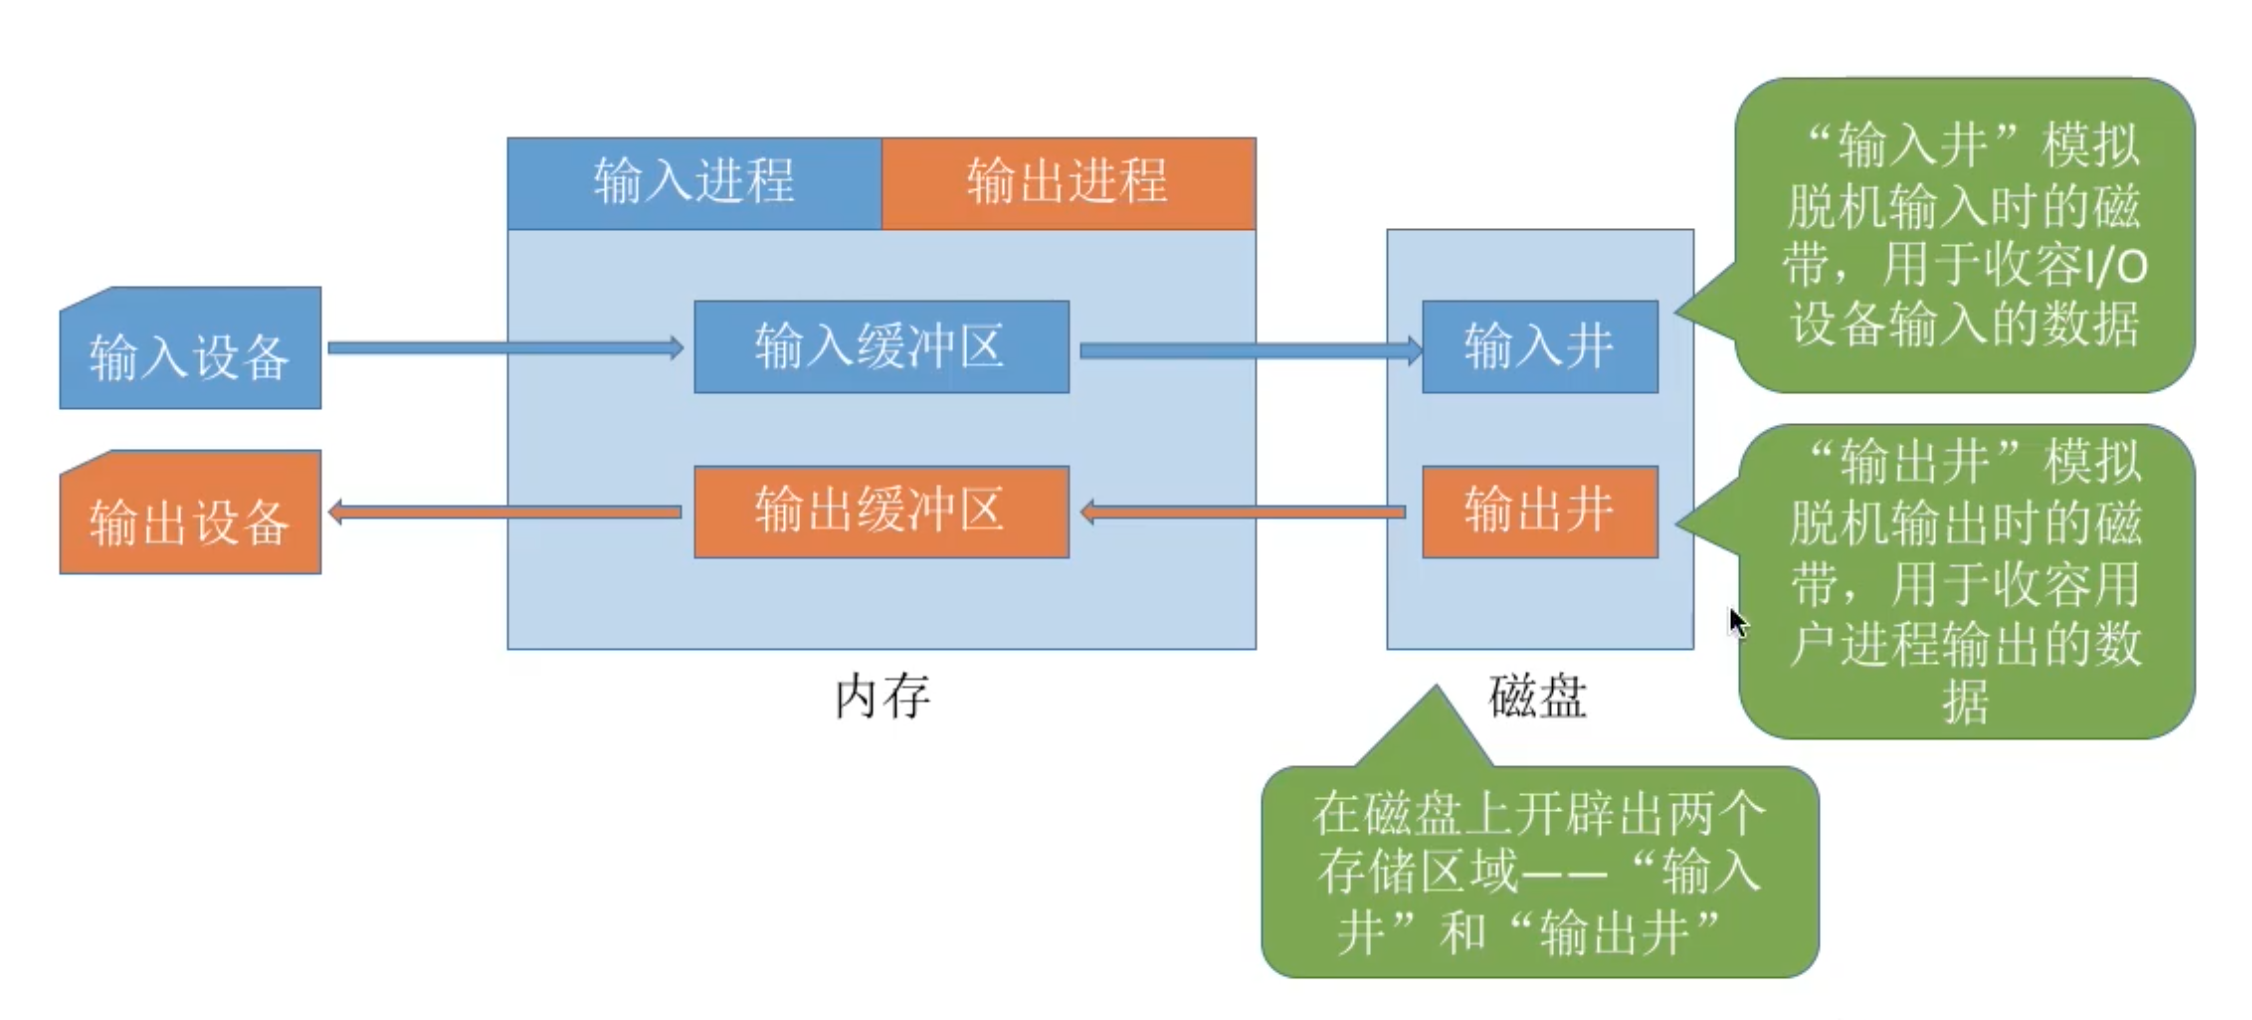 输入进程
输出进程
输入设备
输入缓冲区
输入井
输出设备
输出缓冲区
输出井
内存
磁盘
“输入井”模拟
脱机输入时的磁
带，用于收容I/O
设备输入的数据
“输出井”模拟
脱机输出时的磁
带，用于收容用
户进程输出的数
据
在磁盘上开辟出两个
存储区域——“输入
井”和“输出井”